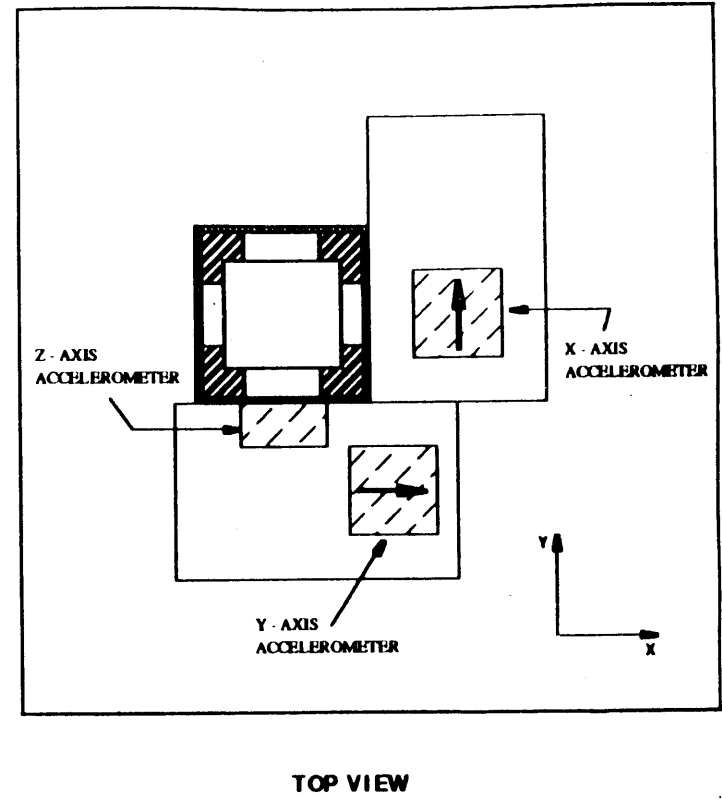 Z - AXIS
ACCELEROMETER
X - AXIS
ACCELEROMETER
Y - AXIS
ACCELEROMETER
Y
X
TOP VIEW